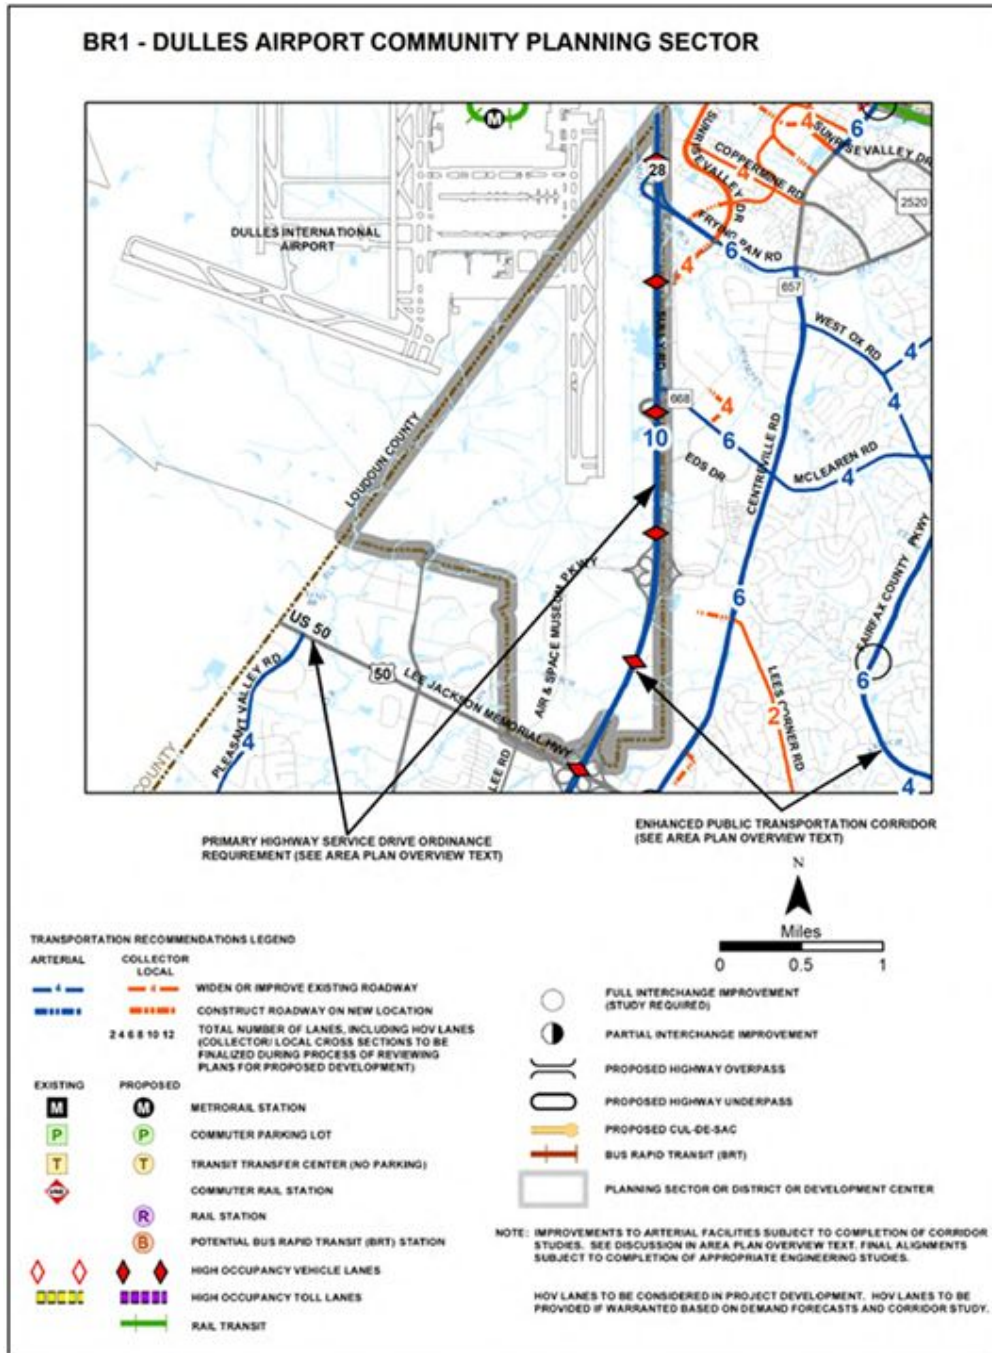 BR1 - DULLES AIRPORT COMMUNITY PLANNING SECTOR
M
28
SUNRISE VALLEY DR
4
COPPERMINE RD
4
6
SUNRISE VALLEY DR
2520
DULLES INTERNATIONAL
AIRPORT
FRYING PAN RD
6
4
657
WEST OX RD
4
4
668
4
10
6
EDS DR
CENTREVILLE RD
MCLEAREN RD
4
LOUDOUN COUNTY
FAIRFAX COUNTY PKWY
AIR & SPACE MUSEUM PKWY
6
US 50
50
LEE JACKSON MEMORIAL HWY
PLEASANT VALLEY RD
4
COUNTY
LEE RD
LEES CORNER RD
2
6
4
PRIMARY HIGHWAY SERVICE DRIVE ORDINANCE
REQUIREMENT (SEE AREA PLAN OVERVIEW TEXT)
ENHANCED PUBLIC TRANSPORTATION CORRIDOR
(SEE AREA PLAN OVERVIEW TEXT)
N
Miles
0 0.5 1
TRANSPORTATION RECOMMENDATIONS LEGEND
ARTERIAL COLLECTOR
LOCAL
4 4 WIDEN OR IMPROVE EXISTING ROADWAY
CONSTRUCT ROADWAY ON NEW LOCATION
2 4 6 8 10 12 TOTAL NUMBER OF LANES, INCLUDING HOV LANES
(COLLECTOR/ LOCAL CROSS SECTIONS TO BE
FINALIZED DURING PROCESS OF REVIEWING
PLANS FOR PROPOSED DEVELOPMENT)
EXISTING PROPOSED
M M METRORAIL STATION
P P COMMUTER PARKING LOT
T T TRANSIT TRANSFER CENTER (NO PARKING)
VRE COMMUTER RAIL STATION
R RAIL STATION
B POTENTIAL BUS RAPID TRANSIT (BRT) STATION
HIGH OCCUPANCY VEHICLE LANES
HIGH OCCUPANCY TOLL LANES
RAIL TRANSIT
FULL INTERCHANGE IMPROVEMENT
(STUDY REQUIRED)
PARTIAL INTERCHANGE IMPROVEMENT
PROPOSED HIGHWAY OVERPASS
PROPOSED HIGHWAY UNDERPASS
PROPOSED CUL-DE-SAC
BUS RAPID TRANSIT (BRT)
PLANNING SECTOR OR DISTRICT OR DEVELOPMENT CENTER
NOTE: IMPROVEMENTS TO ARTERIAL FACILITIES SUBJECT TO COMPLETION OF CORRIDOR
STUDIES. SEE DISCUSSION IN AREA PLAN OVERVIEW TEXT. FINAL ALIGNMENTS
SUBJECT TO COMPLETION OF APPROPRIATE ENGINEERING STUDIES.
HOV LANES TO BE CONSIDERED IN PROJECT DEVELOPMENT. HOV LANES TO BE
PROVIDED IF WARRANTED BASED ON DEMAND FORECASTS AND CORRIDOR STUDY.